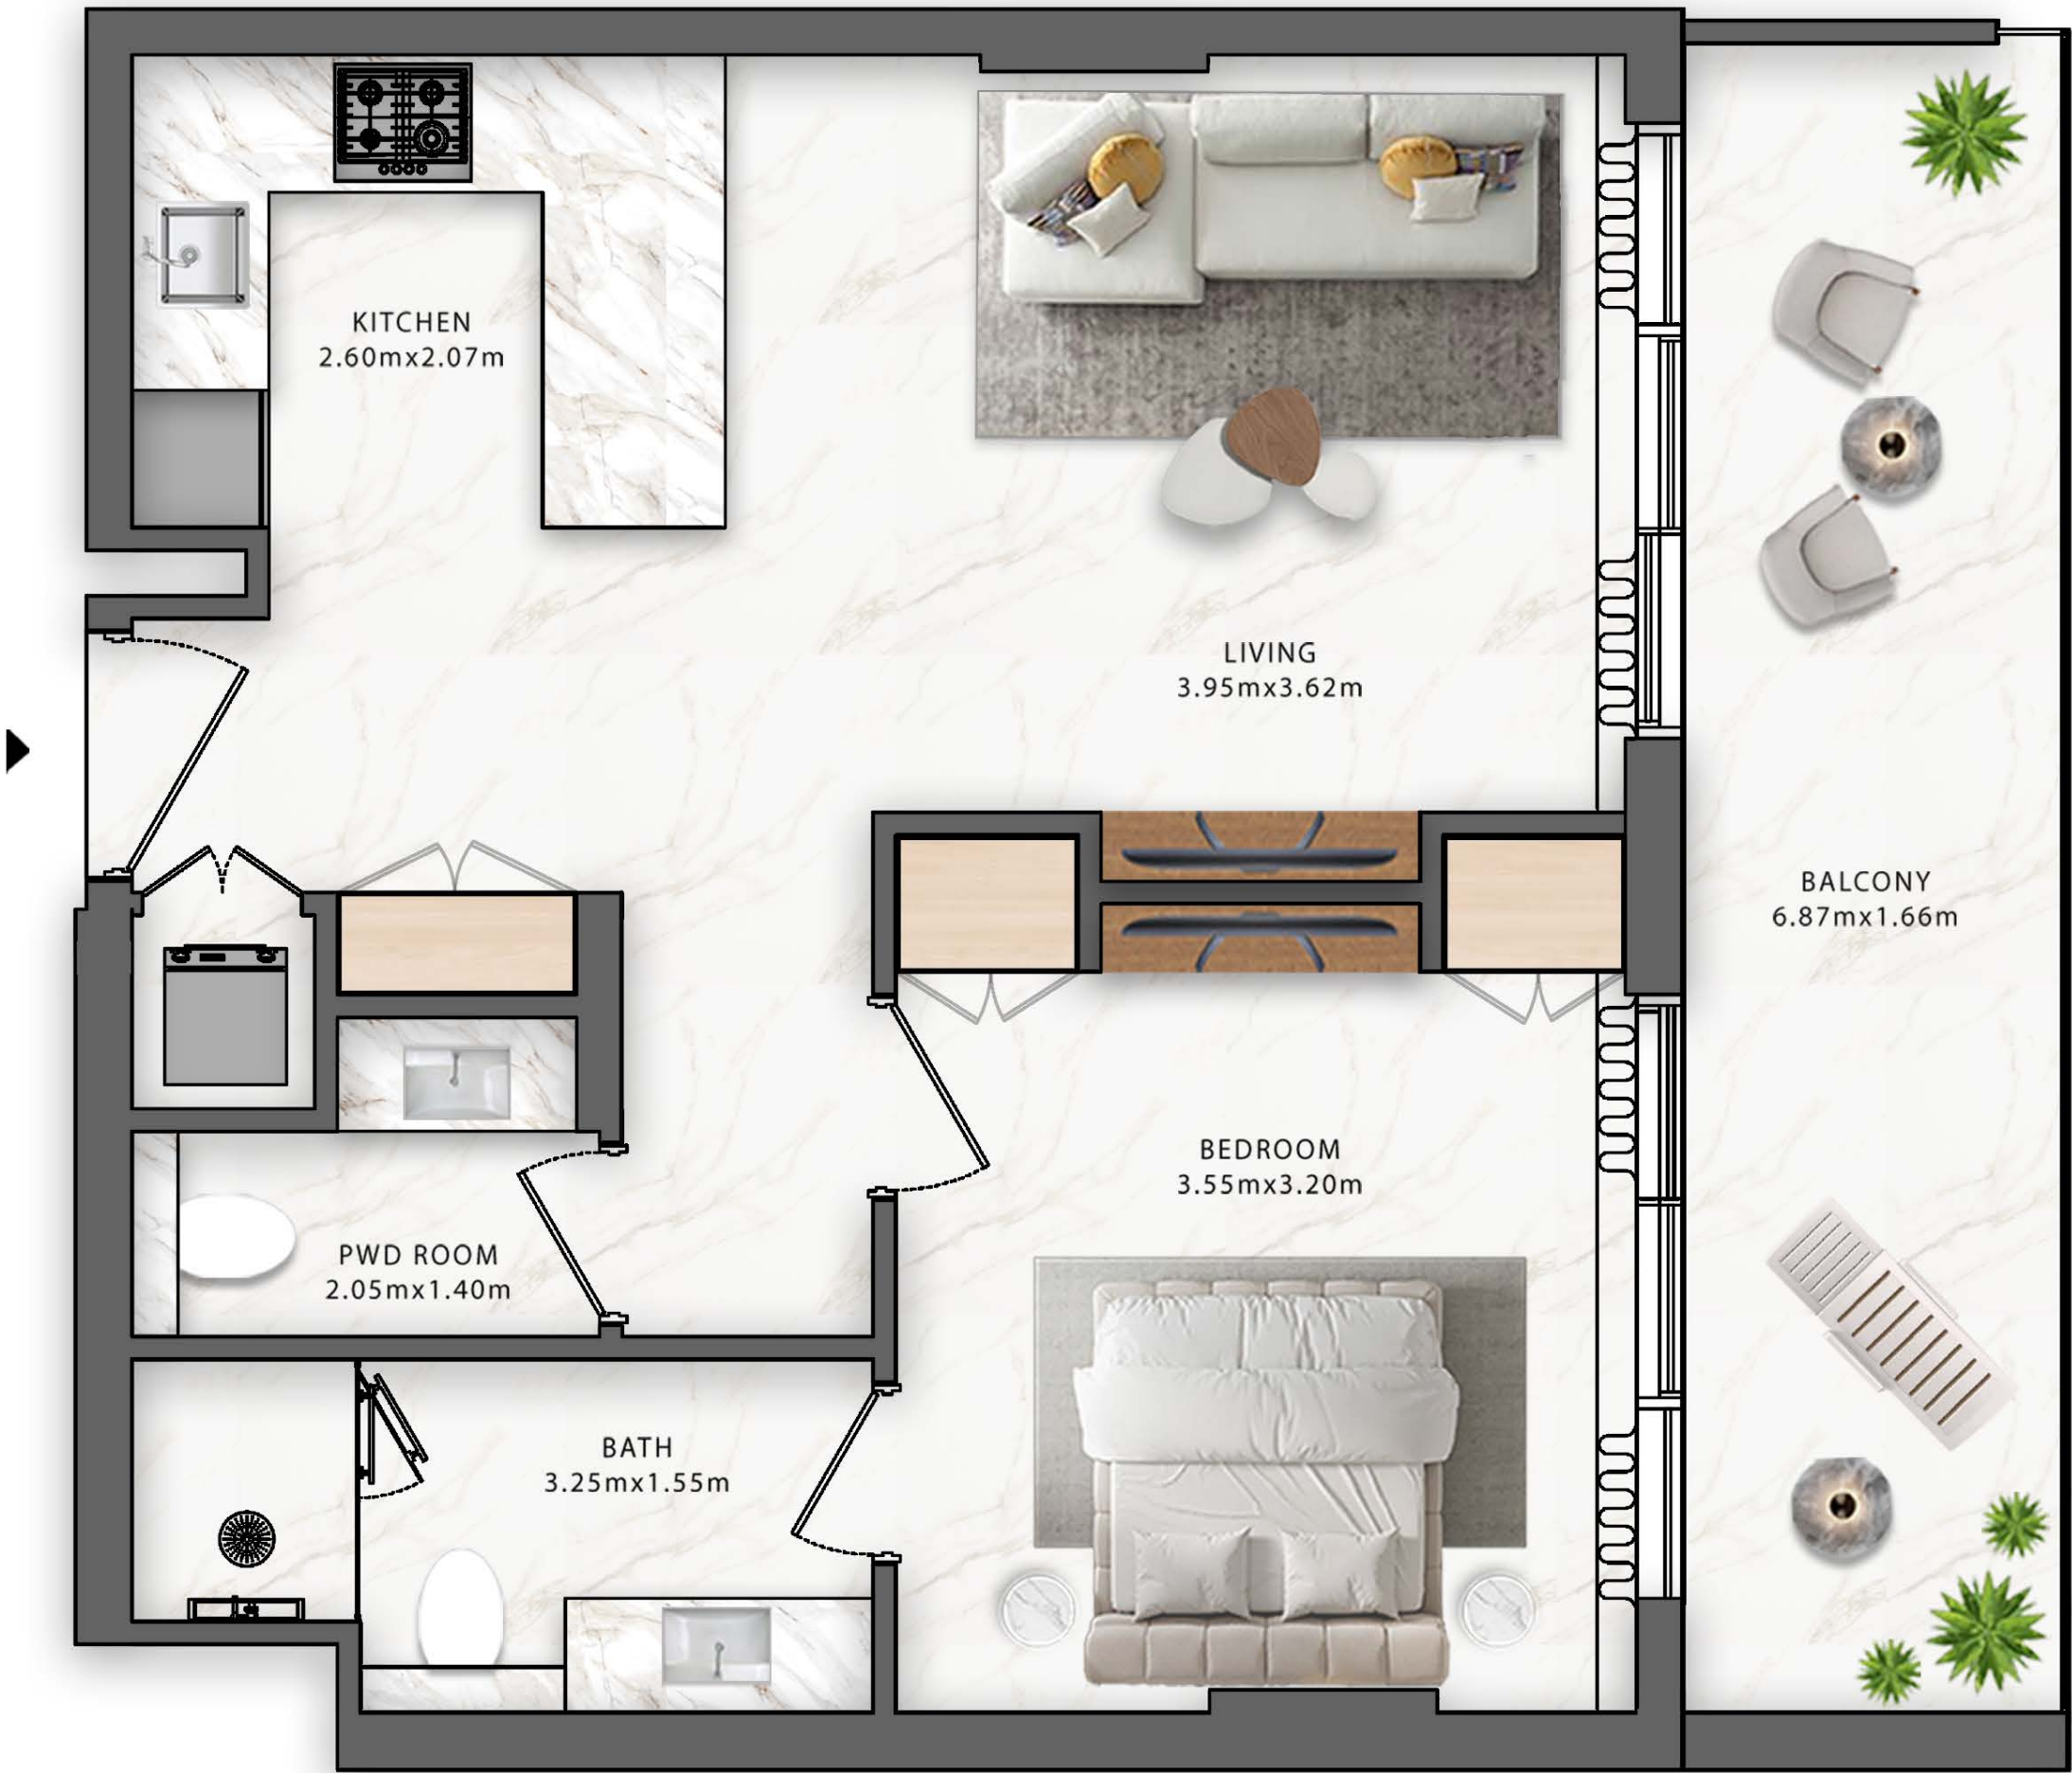 KITCHEN
2.60mx2.07m
LIVING
3.95mx3.62m
BALCONY
6.87mx1.66m
BEDROOM
3.55mx3.20m
PWD ROOM
2.05mx1.40m
BATH
3.25mx1.55m